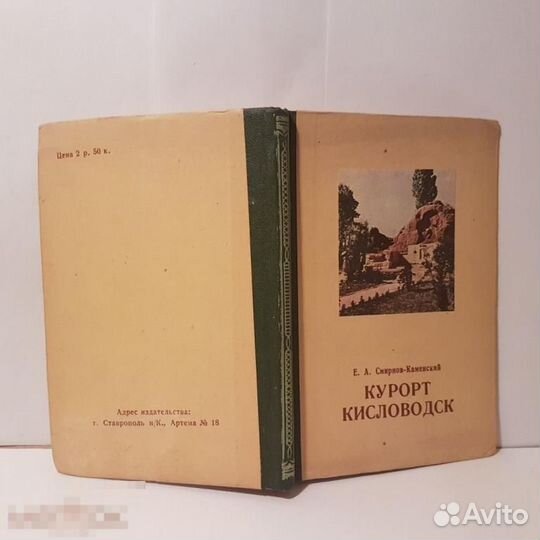 Цена 2 р. 50 к.
Адрес издательства:
г. Ставрополь н/К., Артема № 18
Е. А. Смирнов-Каменский
КУРОРТ
КИСЛОВОДСК
Avito